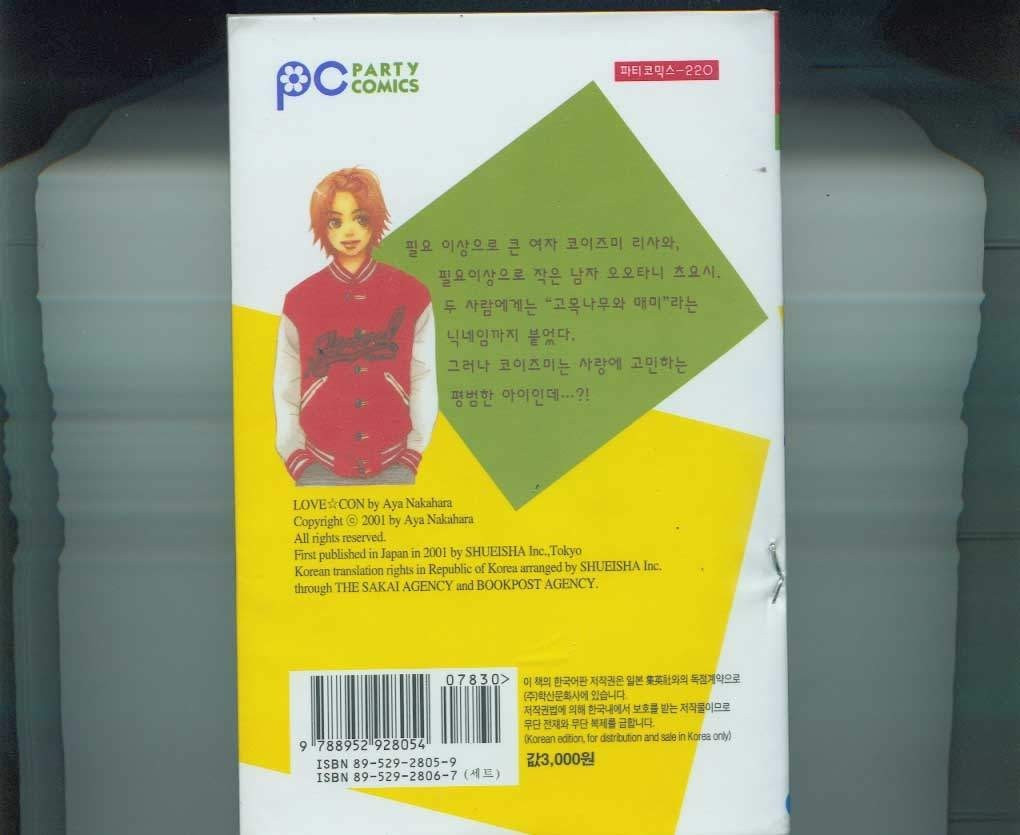 PC PARTY
COMICS
파티코믹스-220
필요 이상으로 큰 여자 코이즈미 리사와,
필요이상으로 작은 남자 오오타니 츠요시.
두 사람에게는 "고목나무와 매미"라는
닉네임까지 붙었다.
그러나 코이즈미는 사랑에 고민하는
평범한 아이인데…?!
LOVE☆CON by Aya Nakahara
Copyright ⓒ 2001 by Aya Nakahara
All rights reserved.
First published in Japan in 2001 by SHUEISHA Inc.,Tokyo
Korean translation rights in Republic of Korea arranged by SHUEISHA Inc.
through THE SAKAI AGENCY and BOOKPOST AGENCY.
07830>
9 788952 928054
ISBN 89-529-2805-9
ISBN 89-529-2806-7 (세트)
이 책의 한국어판 저작권은 일본 集英社와의 독점계약으로
(주)학산문화사에 있습니다.
저작권법에 의해 한국내에서 보호를 받는 저작물이므로
무단 전재와 무단 복제를 금합니다.
(Korean edition, for distribution and sale in Korea only)
값3,000원